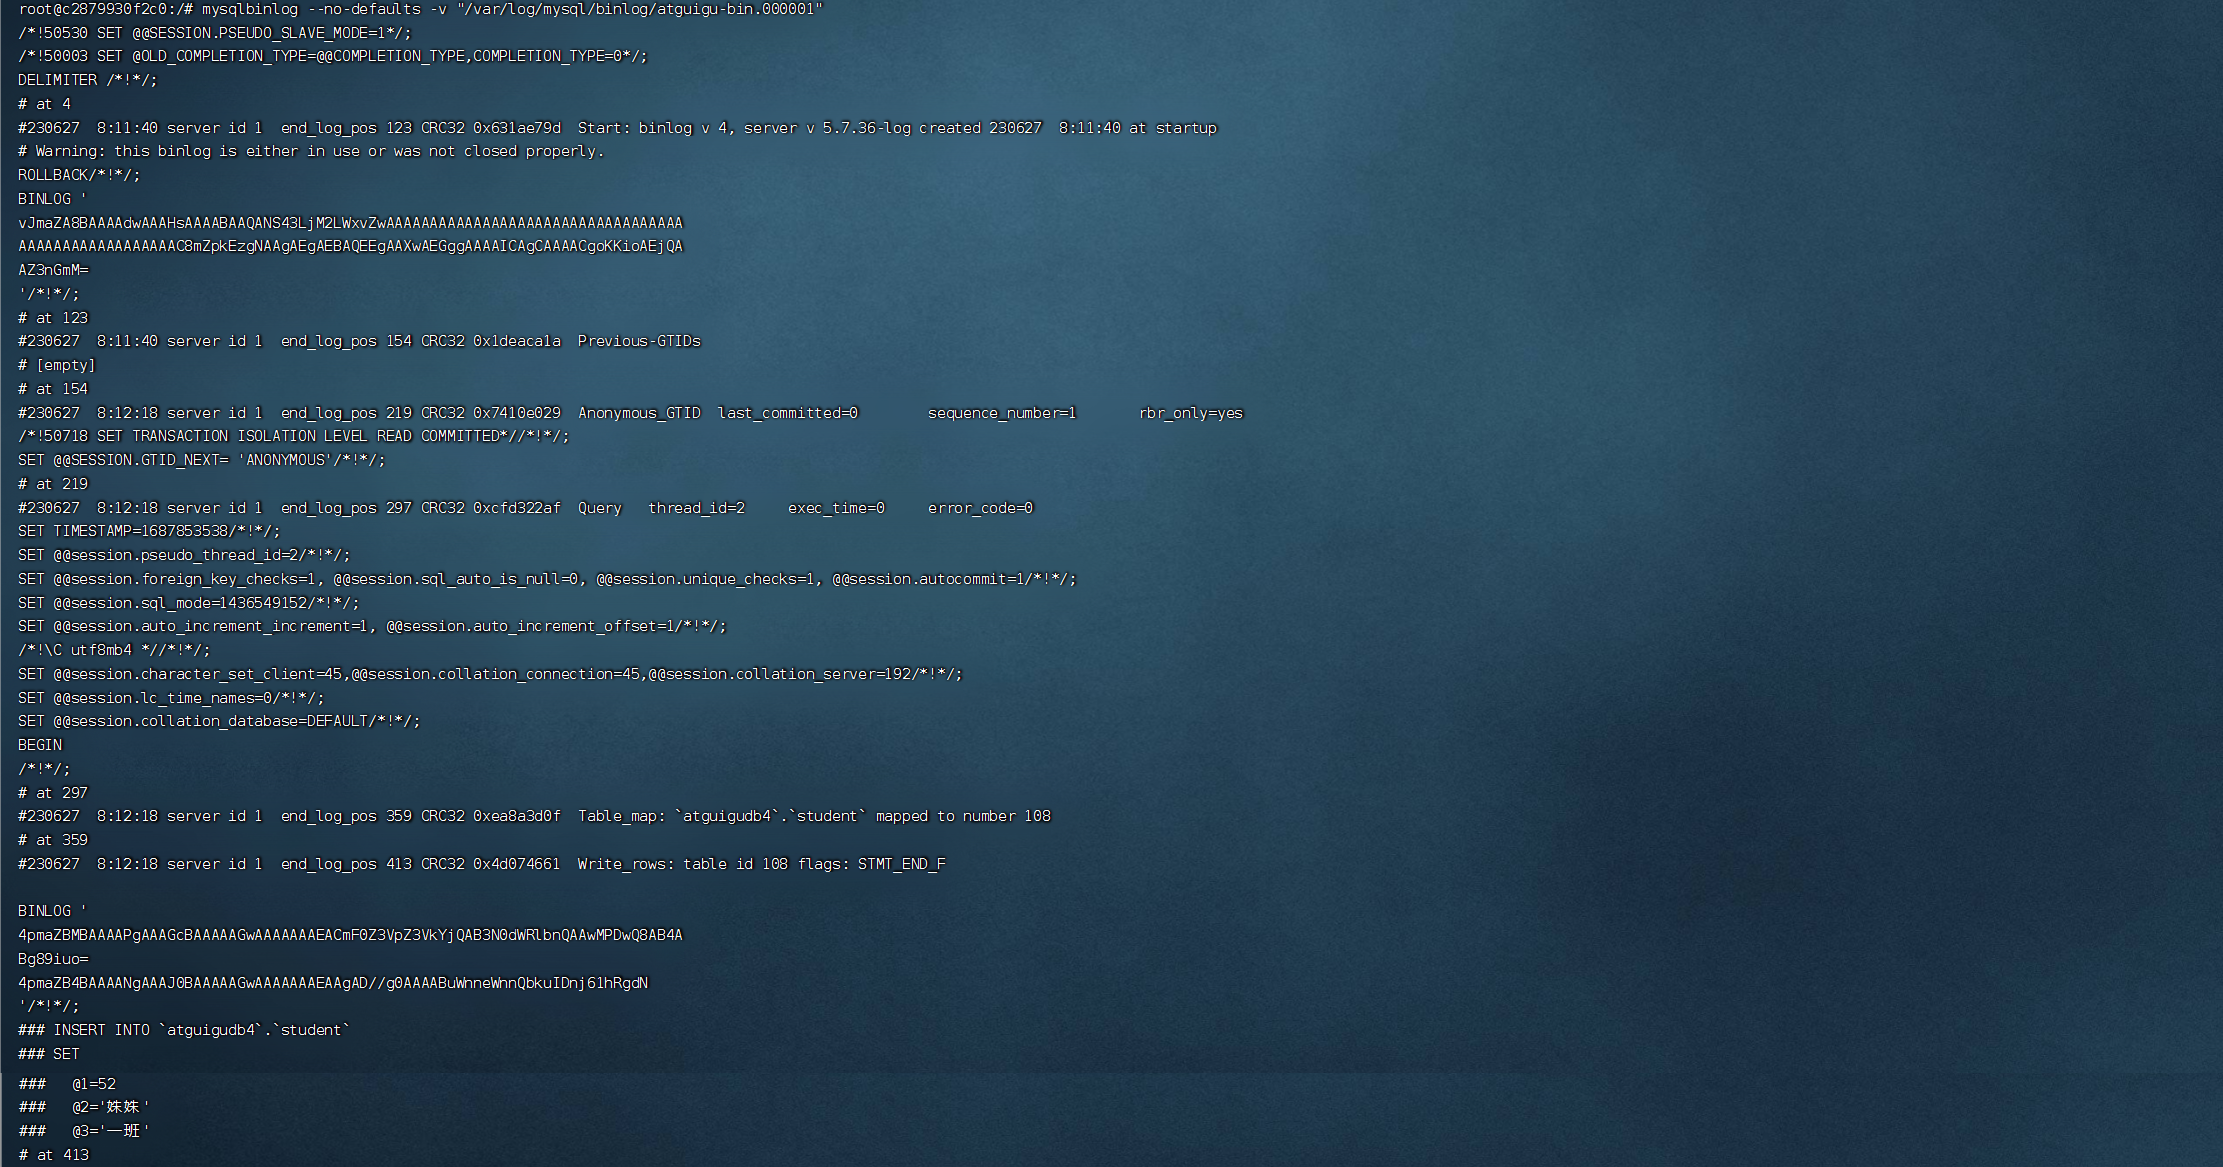 root@c2879930f2c0:/# mysqlbinlog --no-defaults -v "/var/log/mysql/binlog/atguigu-bin.000001"
/*!50530 SET @@SESSION.PSEUDO_SLAVE_MODE=1*/;
/*!50003 SET @OLD_COMPLETION_TYPE=@@COMPLETION_TYPE,COMPLETION_TYPE=0*/;
DELIMITER /*!*/;
# at 4
#230627  8:11:40 server id 1  end_log_pos 123 CRC32 0x631ae79d  Start: binlog v 4, server v 5.7.36-log created 230627  8:11:40 at startup
# Warning: this binlog is either in use or was not closed properly.
ROLLBACK/*!*/;
BINLOG '
vJmaZA8BAAAAdwAAAHsAAAABAAQANS43LjM2LWxvZwAAAAAAAAAAAAAAAAAAAAAAAAAAAAAAAAAA
AAAAAAAAAAAAAAAAAAC8mZpkEzgNAAgAEgAEBAQEEgAAXwAEGggAAAAICAgCAAAACgoKKioAEjQA
AZ3nGmM=
'/*!*/;
# at 123
#230627  8:11:40 server id 1  end_log_pos 154 CRC32 0x1deaca1a  Previous-GTIDs
# [empty]
# at 154
#230627  8:12:18 server id 1  end_log_pos 219 CRC32 0x7410e029  Anonymous_GTID  last_committed=0        sequence_number=1       rbr_only=yes
/*!50718 SET TRANSACTION ISOLATION LEVEL READ COMMITTED*//*!*/;
SET @@SESSION.GTID_NEXT= 'ANONYMOUS'/*!*/;
# at 219
#230627  8:12:18 server id 1  end_log_pos 297 CRC32 0xcfd322af  Query   thread_id=2     exec_time=0     error_code=0
SET TIMESTAMP=1687853538/*!*/;
SET @@session.pseudo_thread_id=2/*!*/;
SET @@session.foreign_key_checks=1, @@session.sql_auto_is_null=0, @@session.unique_checks=1, @@session.autocommit=1/*!*/;
SET @@session.sql_mode=1436549152/*!*/;
SET @@session.auto_increment_increment=1, @@session.auto_increment_offset=1/*!*/;
/*!\C utf8mb4 *//*!*/;
SET @@session.character_set_client=45,@@session.collation_connection=45,@@session.collation_server=192/*!*/;
SET @@session.lc_time_names=0/*!*/;
SET @@session.collation_database=DEFAULT/*!*/;
BEGIN
/*!*/;
# at 297
#230627  8:12:18 server id 1  end_log_pos 359 CRC32 0xea8a3d0f  Table_map: `atguigudb4`.`student` mapped to number 108
# at 359
#230627  8:12:18 server id 1  end_log_pos 413 CRC32 0x4d074661  Write_rows: table id 108 flags: STMT_END_F
BINLOG '
4pmaZBMBAAAAPgAAAGcBAAAAAGwAAAAAAAEACmF0Z3VpZ3VkYjQAB3N0dWRlbnQAAwMPDwQ8AB4A
Bg89iuo=
4pmaZB4BAAAANgAAAJ0BAAAAAGwAAAAAAAEAAgAD//g0AAAABuWnneWnnQbkuIDnj61hRgdN
'/*!*/;
### INSERT INTO `atguigudb4`.`student`
### SET
###   @1=52
###   @2='姝姝'
###   @3='一班'
# at 413